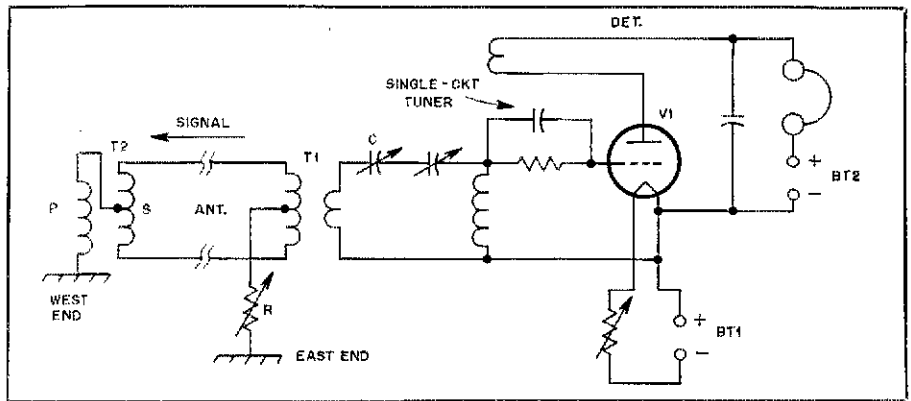 DET.
SINGLE-CKT
TUNER
V1
SIGNAL
T2
T1
C
P
S
ANT.
R
WEST
END
EAST END
+
-
BT2
+
-
BT1